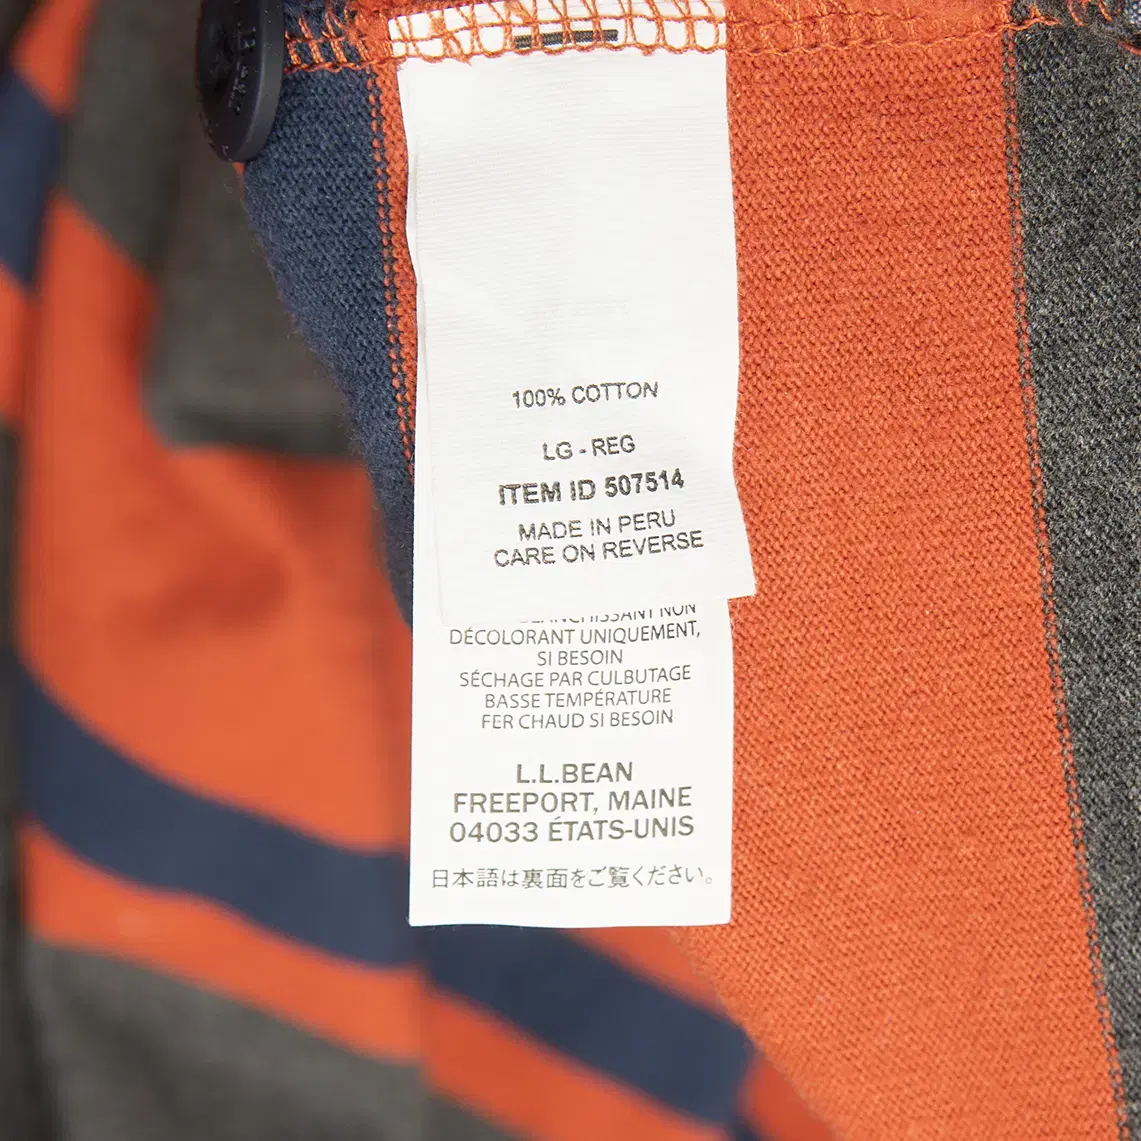 100% COTTON
LG - REG
ITEM ID 507514
MADE IN PERU
CARE ON REVERSE
NON
DÉCOLORANT UNIQUEMENT,
SI BESOIN
SÉCHAGE PAR CULBUTAGE
BASSE TEMPÉRATURE
FER CHAUD SI BESOIN
L.L.BEAN
FREEPORT, MAINE
04033 ÉTATS-UNIS
日本語は裏面をご覧ください。